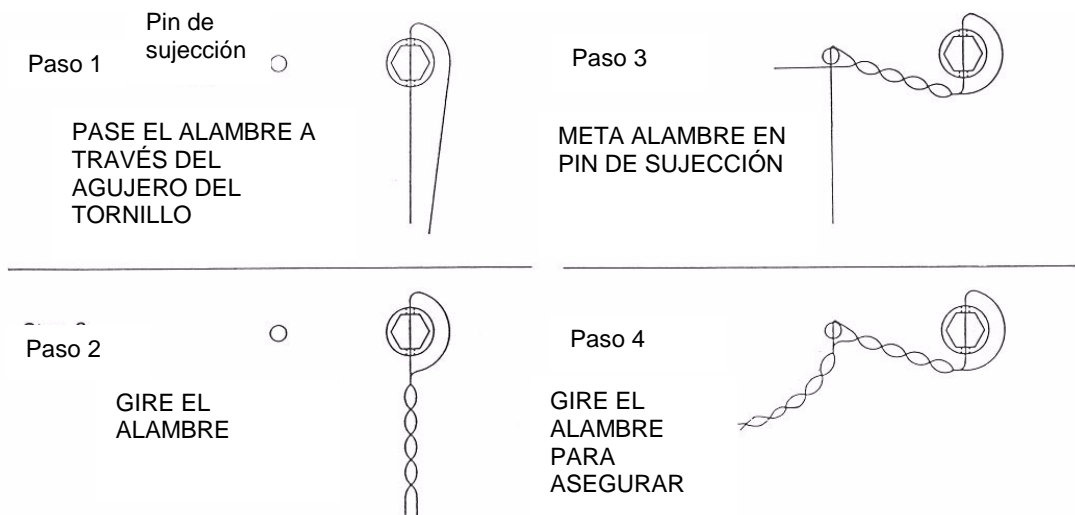 Paso 1
Pin de
sujección
PASE EL ALAMBRE A
TRAVÉS DEL
AGUJERO DEL
TORNILLO
Paso 2
GIRE EL
ALAMBRE
Paso 3
META ALAMBRE EN
PIN DE SUJECCIÓN
Paso 4
GIRE EL
ALAMBRE
PARA
ASEGURAR